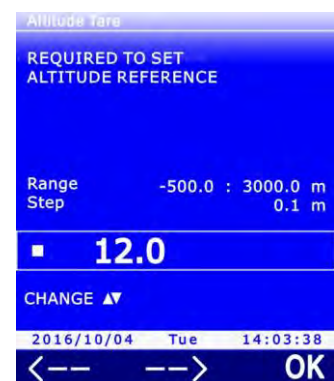 Altitude Tare
REQUIRED TO SET
ALTITUDE REFERENCE
Range -500.0 : 3000.0 m
Step 0.1 m
12.0
CHANGE ▲▼
2016/10/04 Tue 14:03:38
<-- --> OK